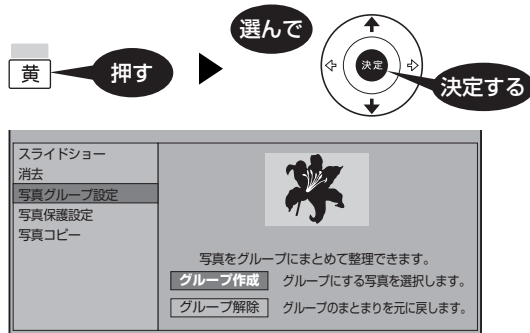 選んで
黄
押す
決定
決定する
スライドショー
消去
写真グループ設定
写真保護設定
写真コピー
写真をグループにまとめて整理できます。
グループ作成 グループにする写真を選択します。
グループ解除 グループのまとまりを元に戻します。